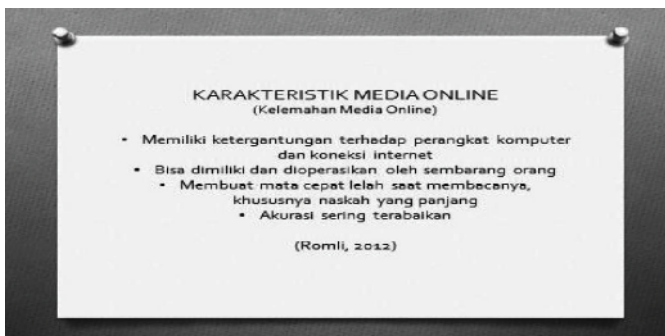 KARAKTERISTIK MEDIA ONLINE
(Kelemahan Media Online)
• Memiliki ketergantungan terhadap perangkat komputer
dan koneksi internet
• Bisa dimiliki dan dioperasikan oleh sembarang orang
• Membuat mata cepat lelah saat membacanya,
khususnya naskah yang panjang
• Akurasi sering terabaikan
(Romli, 2012)